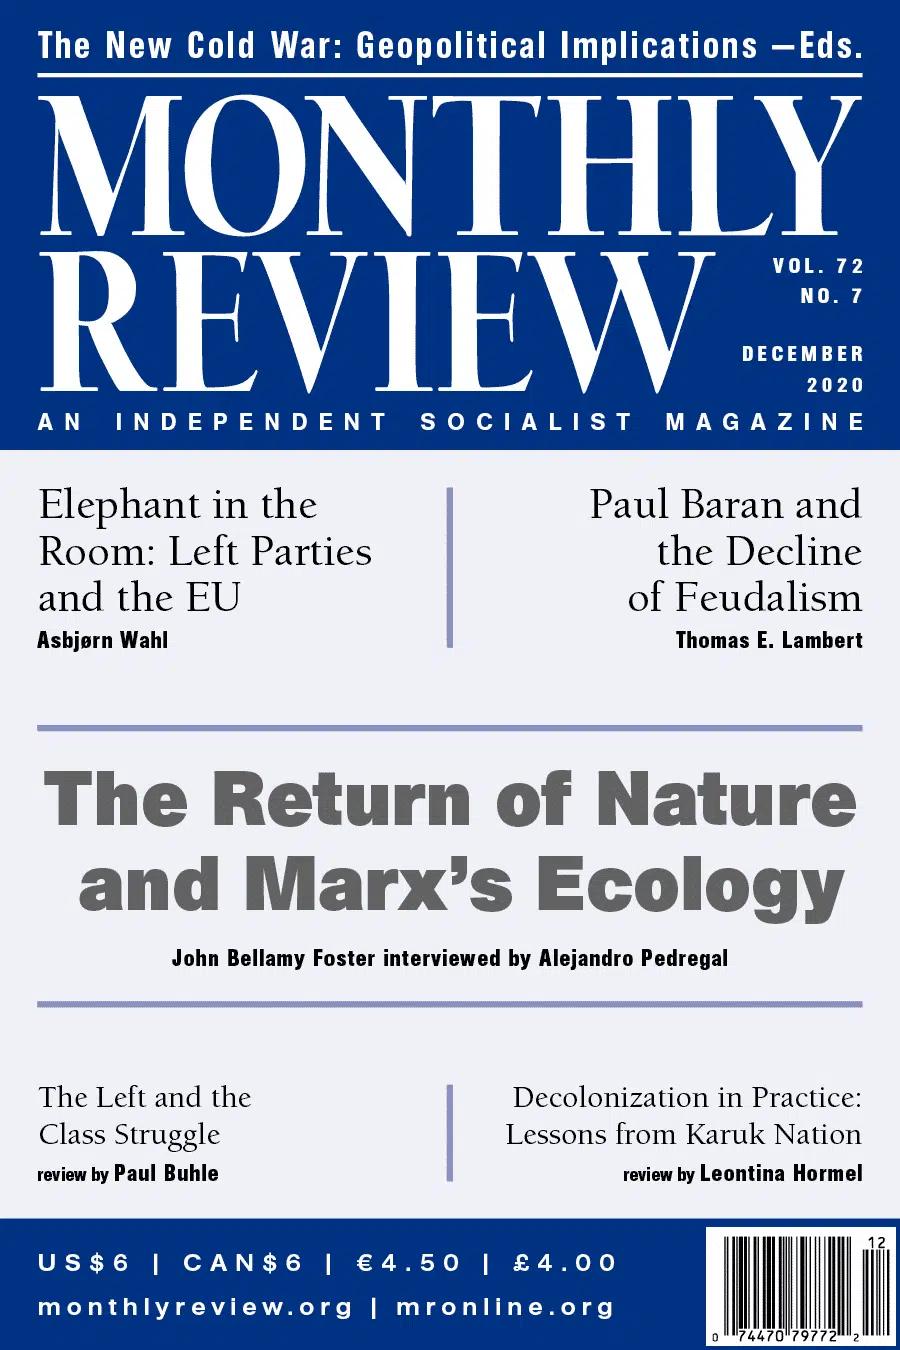 The New Cold War: Geopolitical Implications —Eds.
MONTHLY
REVIEW
VOL. 72
NO. 7
DECEMBER
2020
AN INDEPENDENT SOCIALIST MAGAZINE
Elephant in the
Room: Left Parties
and the EU
Asbjørn Wahl
Paul Baran and
the Decline
of Feudalism
Thomas E. Lambert
The Return of Nature
and Marx’s Ecology
John Bellamy Foster interviewed by Alejandro Pedregal
The Left and the
Class Struggle
review by Paul Buhle
Decolonization in Practice:
Lessons from Karuk Nation
review by Leontina Hormel
US$6 | CAN$6 | €4.50 | £4.00
monthlyreview.org | mronline.org
12
0 74470 79772 2